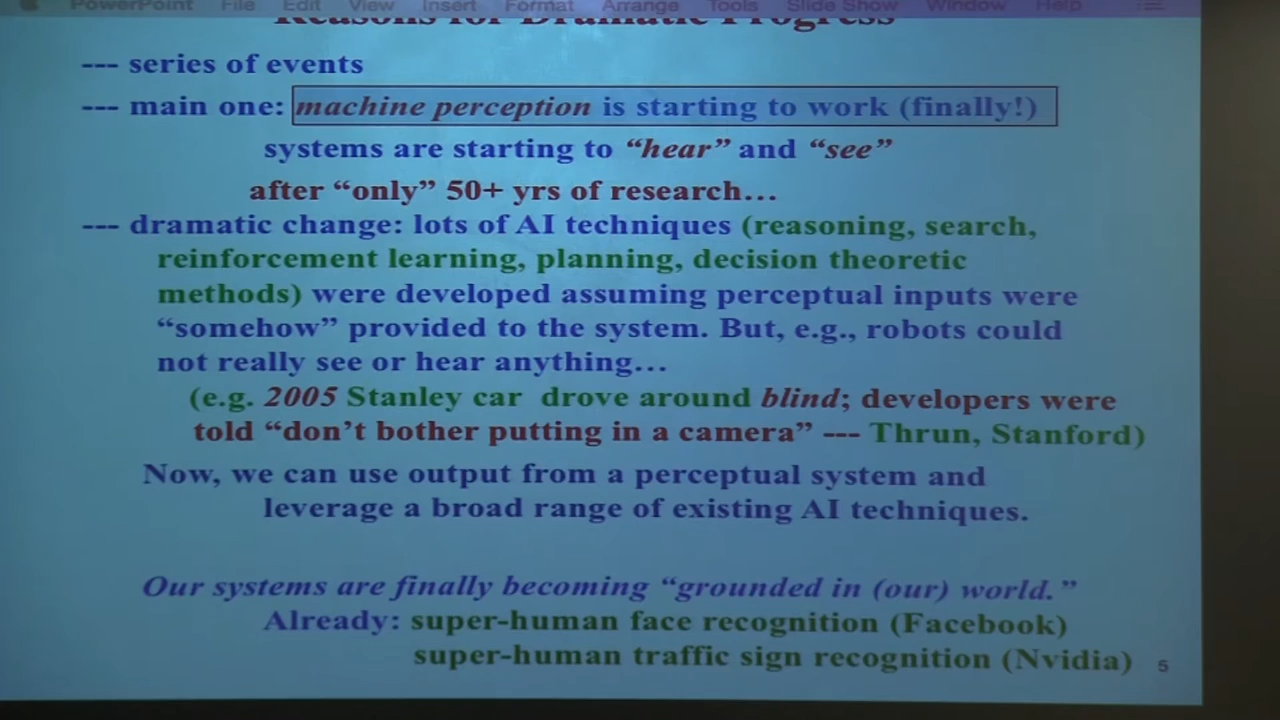 PowerPoint File Edit View Insert Format Arrange Tools Slide Show Window Help
Reasons for Dramatic Progress
--- series of events
--- main one: machine perception is starting to work (finally!)
systems are starting to “hear” and “see”
after “only” 50+ yrs of research…
--- dramatic change: lots of AI techniques (reasoning, search,
reinforcement learning, planning, decision theoretic
methods) were developed assuming perceptual inputs were
“somehow” provided to the system. But, e.g., robots could
not really see or hear anything…
(e.g. 2005 Stanley car drove around blind; developers were
told “don’t bother putting in a camera” --- Thrun, Stanford)
Now, we can use output from a perceptual system and
leverage a broad range of existing AI techniques.
Our systems are finally becoming “grounded in (our) world.”
Already: super-human face recognition (Facebook)
super-human traffic sign recognition (Nvidia)
5